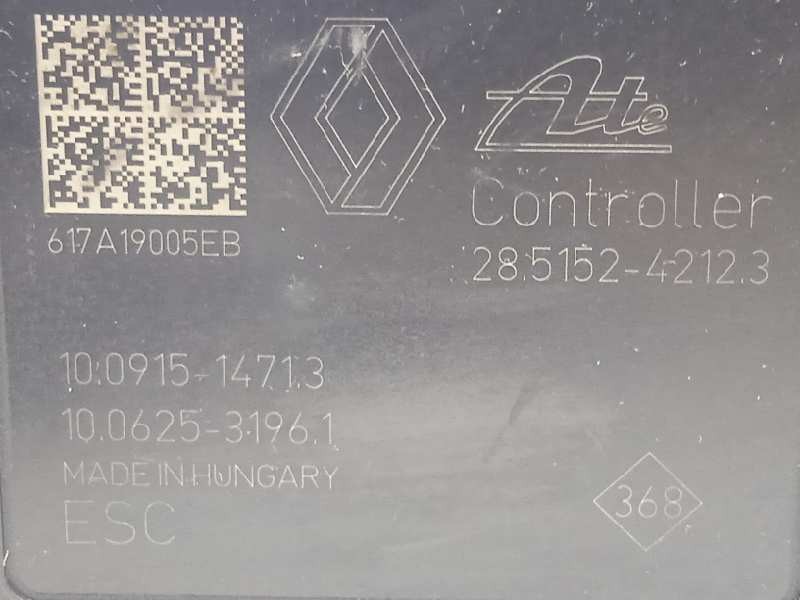 Ate
Controller
617A19005EB
28.5152-4212.3
10.0915-1471.3
10.0625-3196.1
MADE IN HUNGARY
ESC
368